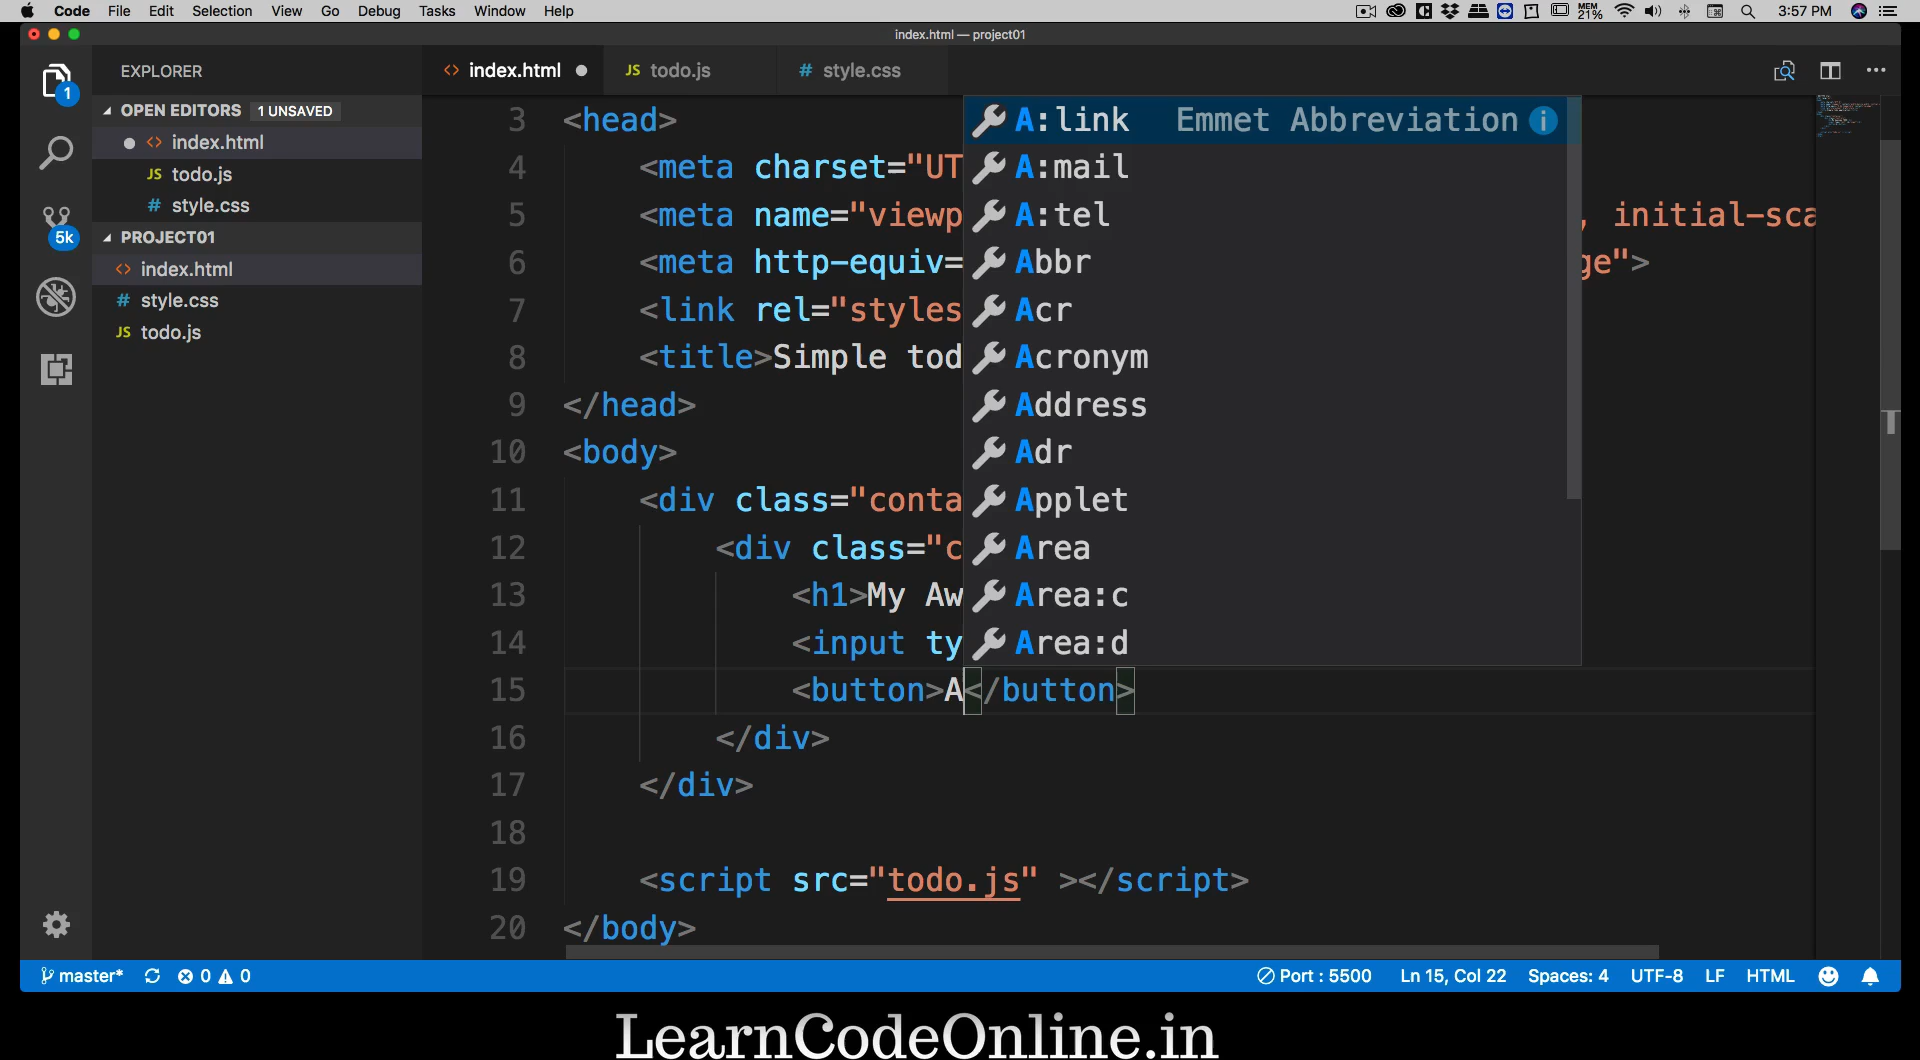 Code File Edit Selection View Go Debug Tasks Window Help
MEM 21% 3:57 PM
index.html — project01
EXPLORER
OPEN EDITORS 1 UNSAVED
index.html
JS todo.js
# style.css
PROJECT01
index.html
# style.css
JS todo.js
1
5k
<> index.html JS todo.js # style.css
3 <head>
4 <meta charset="UT
5 <meta name="viewp , initial-sca
6 <meta http-equiv= ge">
7 <link rel="styles
8 <title>Simple tod
9 </head>
10 <body>
11 <div class="conta
12 <div class="c
13 <h1>My Aw
14 <input ty
15 <button>A</button>
16 </div>
17 </div>
18
19 <script src="todo.js" ></script>
20 </body>
A:link Emmet Abbreviation
A:mail
A:tel
Abbr
Acr
Acronym
Address
Adr
Applet
Area
Area:c
Area:d
master* 0 0 Port : 5500 Ln 15, Col 22 Spaces: 4 UTF-8 LF HTML
LearnCodeOnline.in